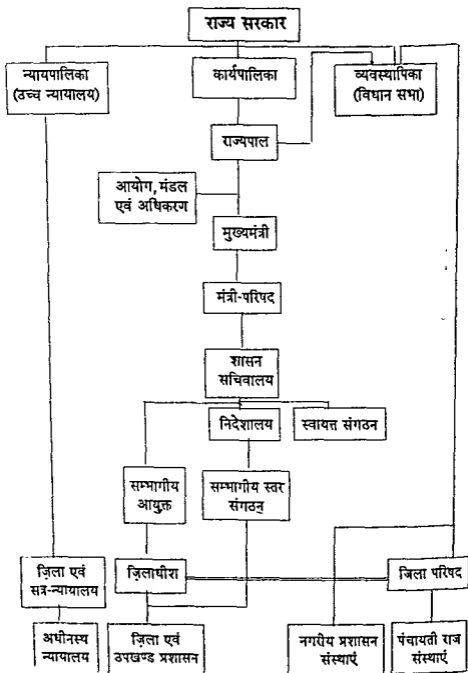 राज्य सरकार
न्यायपालिका
(उच्च न्यायालय)
कार्यपालिका
व्यवस्थापिका
(विधान सभा)
राज्यपाल
आयोग, मंडल
एवं अधिकरण
मुख्यमंत्री
मंत्री-परिषद
शासन
सचिवालय
निदेशालय
स्वायत्त संगठन
सम्भागीय
आयुक्त
सम्भागीय स्तर
संगठन
ज़िला एवं
सत्र-न्यायालय
ज़िलाधीश
जिला परिषद
अधीनस्थ
न्यायालय
ज़िला एवं
उपखण्ड प्रशासन
नगरीय प्रशासन
संस्थाएं
पंचायती राज
संस्थाएं